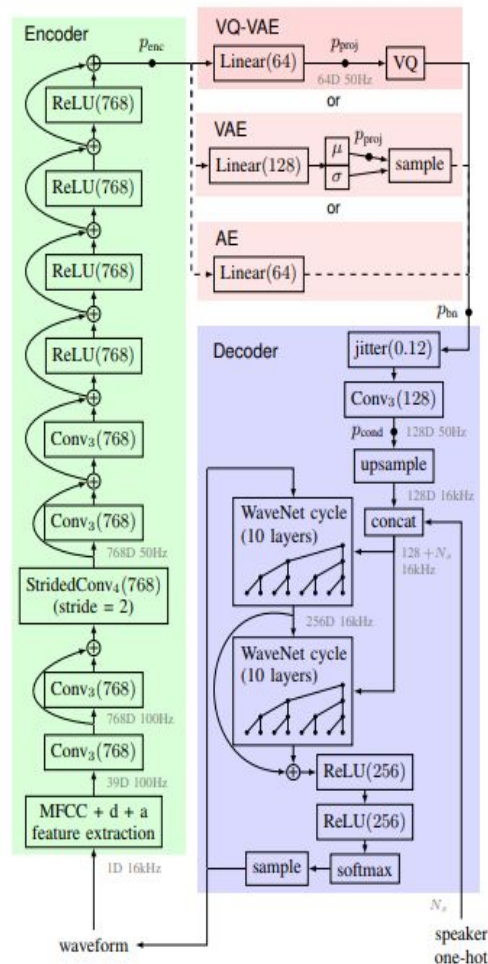 Encoder
p_enc
VQ-VAE
Linear(64)
p_proj
64D 50Hz
VQ
or
VAE
Linear(128)
μ
σ
p_proj
sample
or
AE
Linear(64)
p_bn
ReLU(768)
ReLU(768)
ReLU(768)
ReLU(768)
Conv₃(768)
Conv₃(768)
768D 50Hz
StridedConv₄(768)
(stride = 2)
Conv₃(768)
768D 100Hz
Conv₃(768)
39D 100Hz
MFCC + d + a
feature extraction
1D 16kHz
waveform
Decoder
jitter(0.12)
Conv₃(128)
p_cond
128D 50Hz
upsample
128D 16kHz
concat
128 + N_s
16kHz
WaveNet cycle
(10 layers)
256D 16kHz
WaveNet cycle
(10 layers)
ReLU(256)
ReLU(256)
softmax
sample
N_s
speaker
one-hot